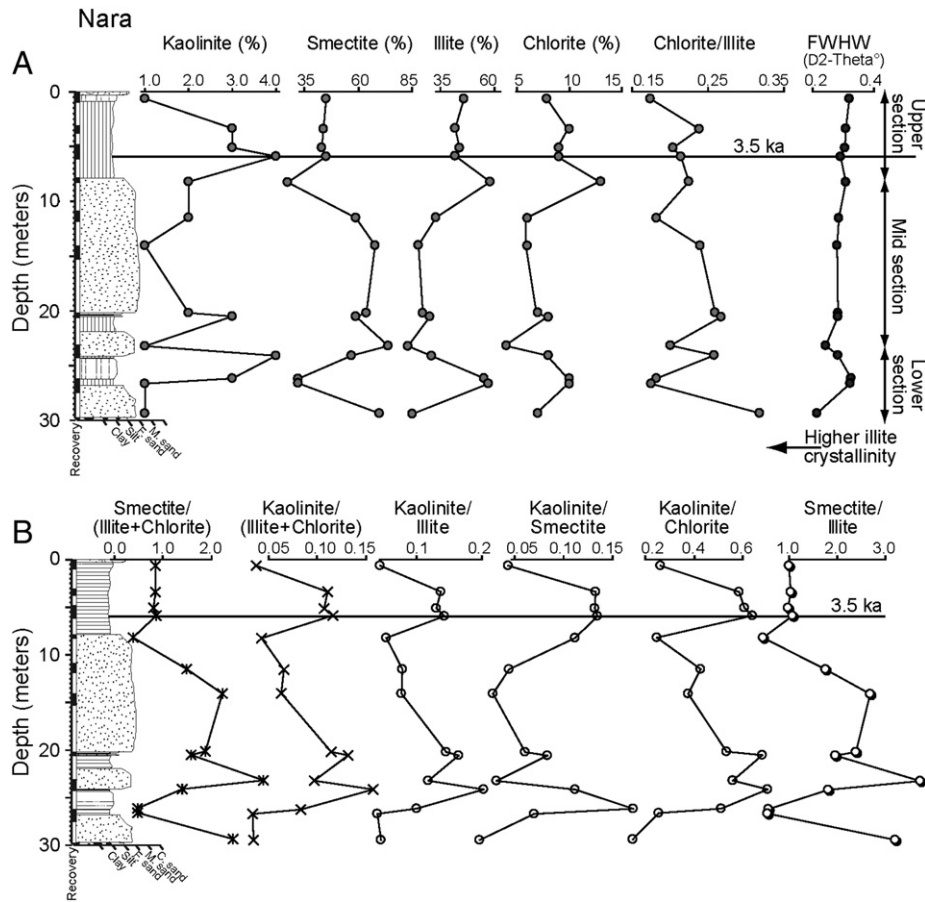 Nara
A
Kaolinite (%) Smectite (%) Illite (%) Chlorite (%) Chlorite/Illite FWHW
(D2-Theta°)
1.0 2.0 3.0 4.0 35 60 85 35 60 5 10 15 0.15 0.25 0.35 0.2 0.4
0
10
20
30
Depth (meters)
3.5 ka
Upper section
Mid section
Lower section
Recovery
Clay
Silt
F. sand
M. sand
Higher illite
crystallinity
B
Smectite/ Kaolinite/ Kaolinite/ Kaolinite/ Kaolinite/ Smectite/
(Illite+Chlorite) (Illite+Chlorite) Illite Smectite Chlorite Illite
0.0 2.0 0.05 0.10 0.15 0.1 0.2 0.05 0.10 0.15 0.2 0.6 1.0 3.0
0
10
20
30
Depth (meters)
3.5 ka
Recovery
Clay
Silt
F. sand
M. sand
C. sand